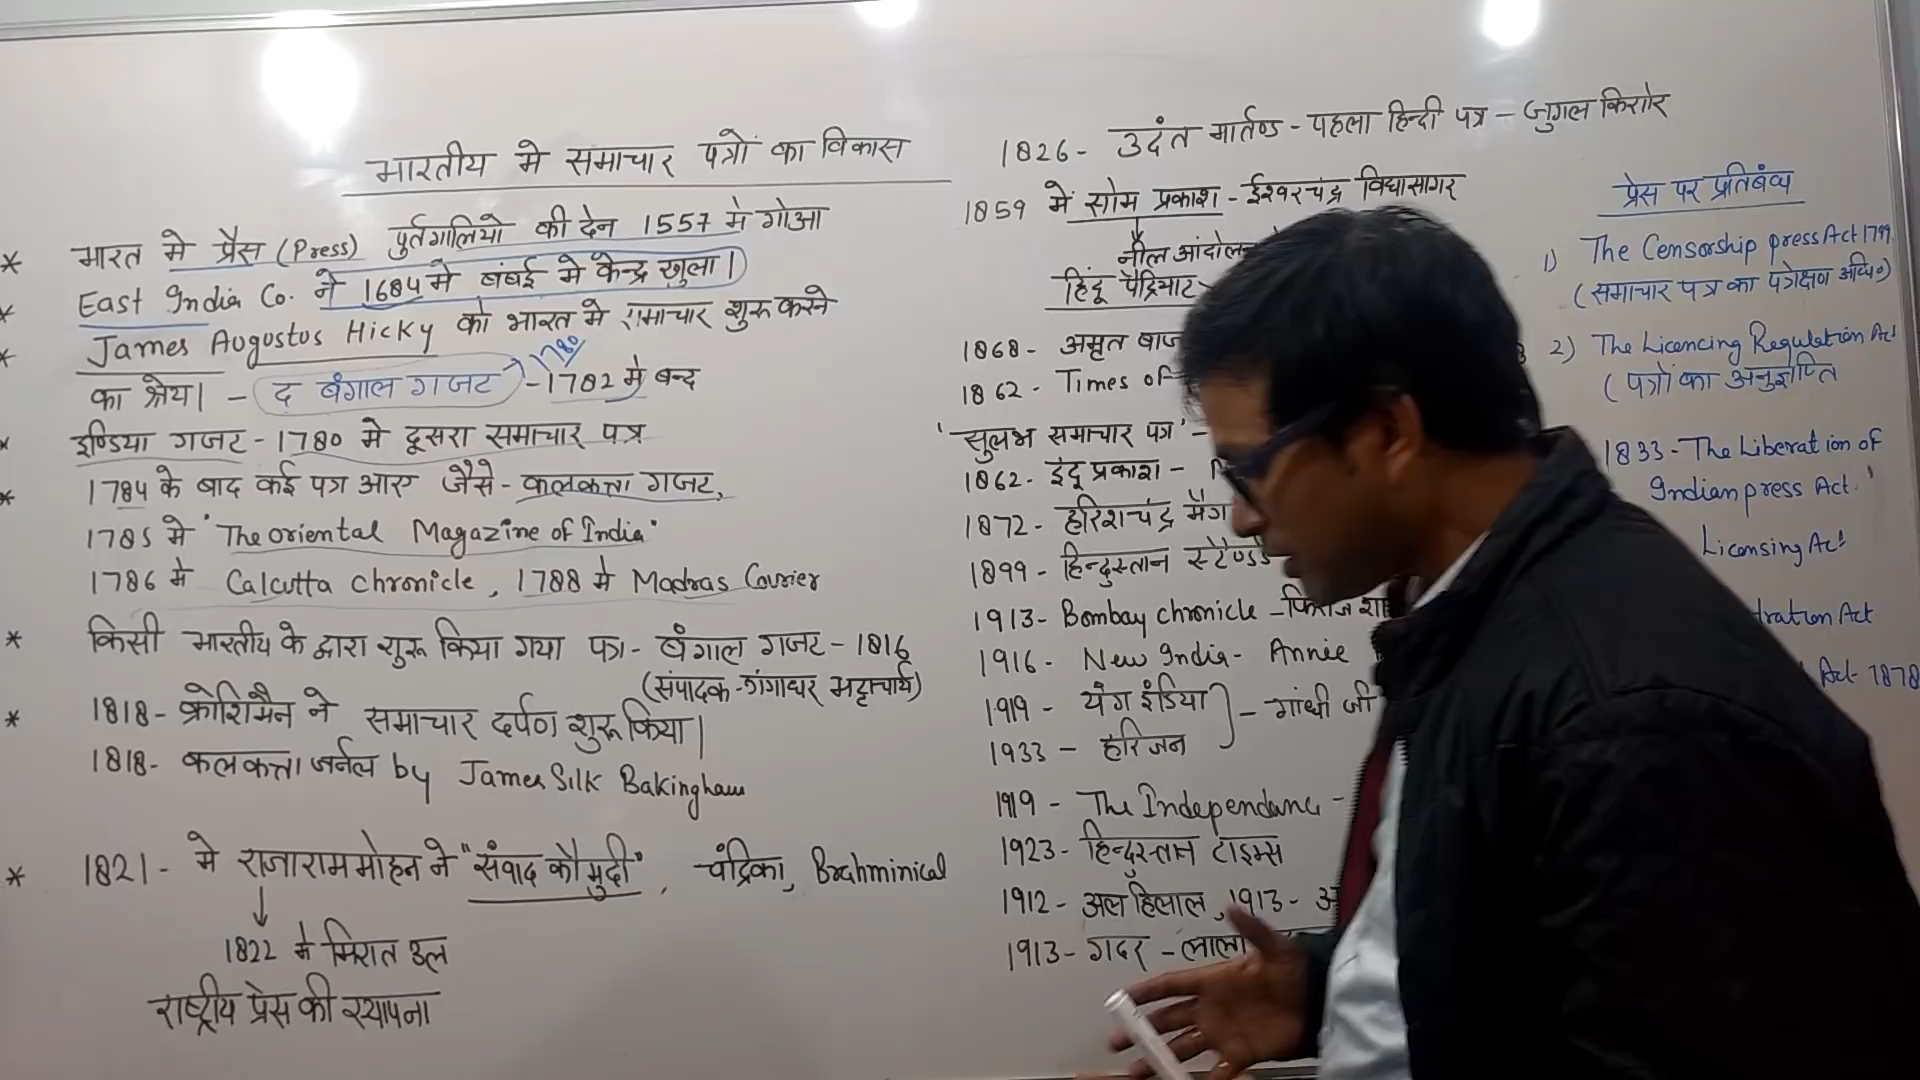 भारतीय मे समाचार पत्रों का विकास
* भारत मे प्रैस (Press) पुर्तगालियो की देन 1557 मे गोआ
* East India Co. ने 1684 मे बंबई मे केन्द्र खुला।
* James Augustus Hicky को भारत मे समाचार शुरू करने
का श्रेय। - द बंगाल गजट - 1782 मे बन्द
1780
* इण्डिया गजट - 1780 मे दूसरा समाचार पत्र
* 1784 के बाद कई पत्र आए जैसे - कलकत्ता गजट,
1785 मे 'The oriental Magazine of India'
1786 मे Calcutta Chronicle, 1788 मे Madras Courier
* किसी भारतीय के द्वारा शुरू किया गया पत्र - बंगाल गजट - 1816
(संपादक - गंगाधर भट्टाचार्य)
* 1818 - क्रोशिमैन ने समाचार दर्पण शुरू किया।
1818 - कलकत्ता जर्नल by James Silk Bakingham
* 1821 - मे राजाराममोहन ने "संवाद कौमुदी", चंद्रिका, Brahminical
1822 मे मिरात उल
राष्ट्रीय प्रेस की स्थापना
1826 - उदंत मार्तण्ड - पहला हिन्दी पत्र - जुगल किशोर
1859 में सोम प्रकाश - ईश्वरचंद्र विद्यासागर
नील आंदोलन
हिंदू पैट्रियाट
1868 - अमृत
1862 - Times of
'सुलभ समाचार पत्र' -
1862 - इंदू प्रकाश -
1872 - हरिशचंद्र
1899 - हिन्दुस्तान
1913 - Bombay chronicle -
1916 - New India - Annie
1919 - यंग इंडिया
1933 - हरिजन
- गांधी जी
1919 - The Independance -
1923 - हिन्दुस्तान टाइम्स
1912 - अल हिलाल, 1913 -
1913 - गदर - लाला
प्रेस पर प्रतिबंध
1) The Censorship press Act 1799
(समाचार पत्र का पत्रेक्षण अधि०)
2) The Licencing Regulation Act
(पत्रों का अनुज्ञप्ति
1833 - The Liberation of
Indian press Act.'
Licensing Act
Act
Act - 1878